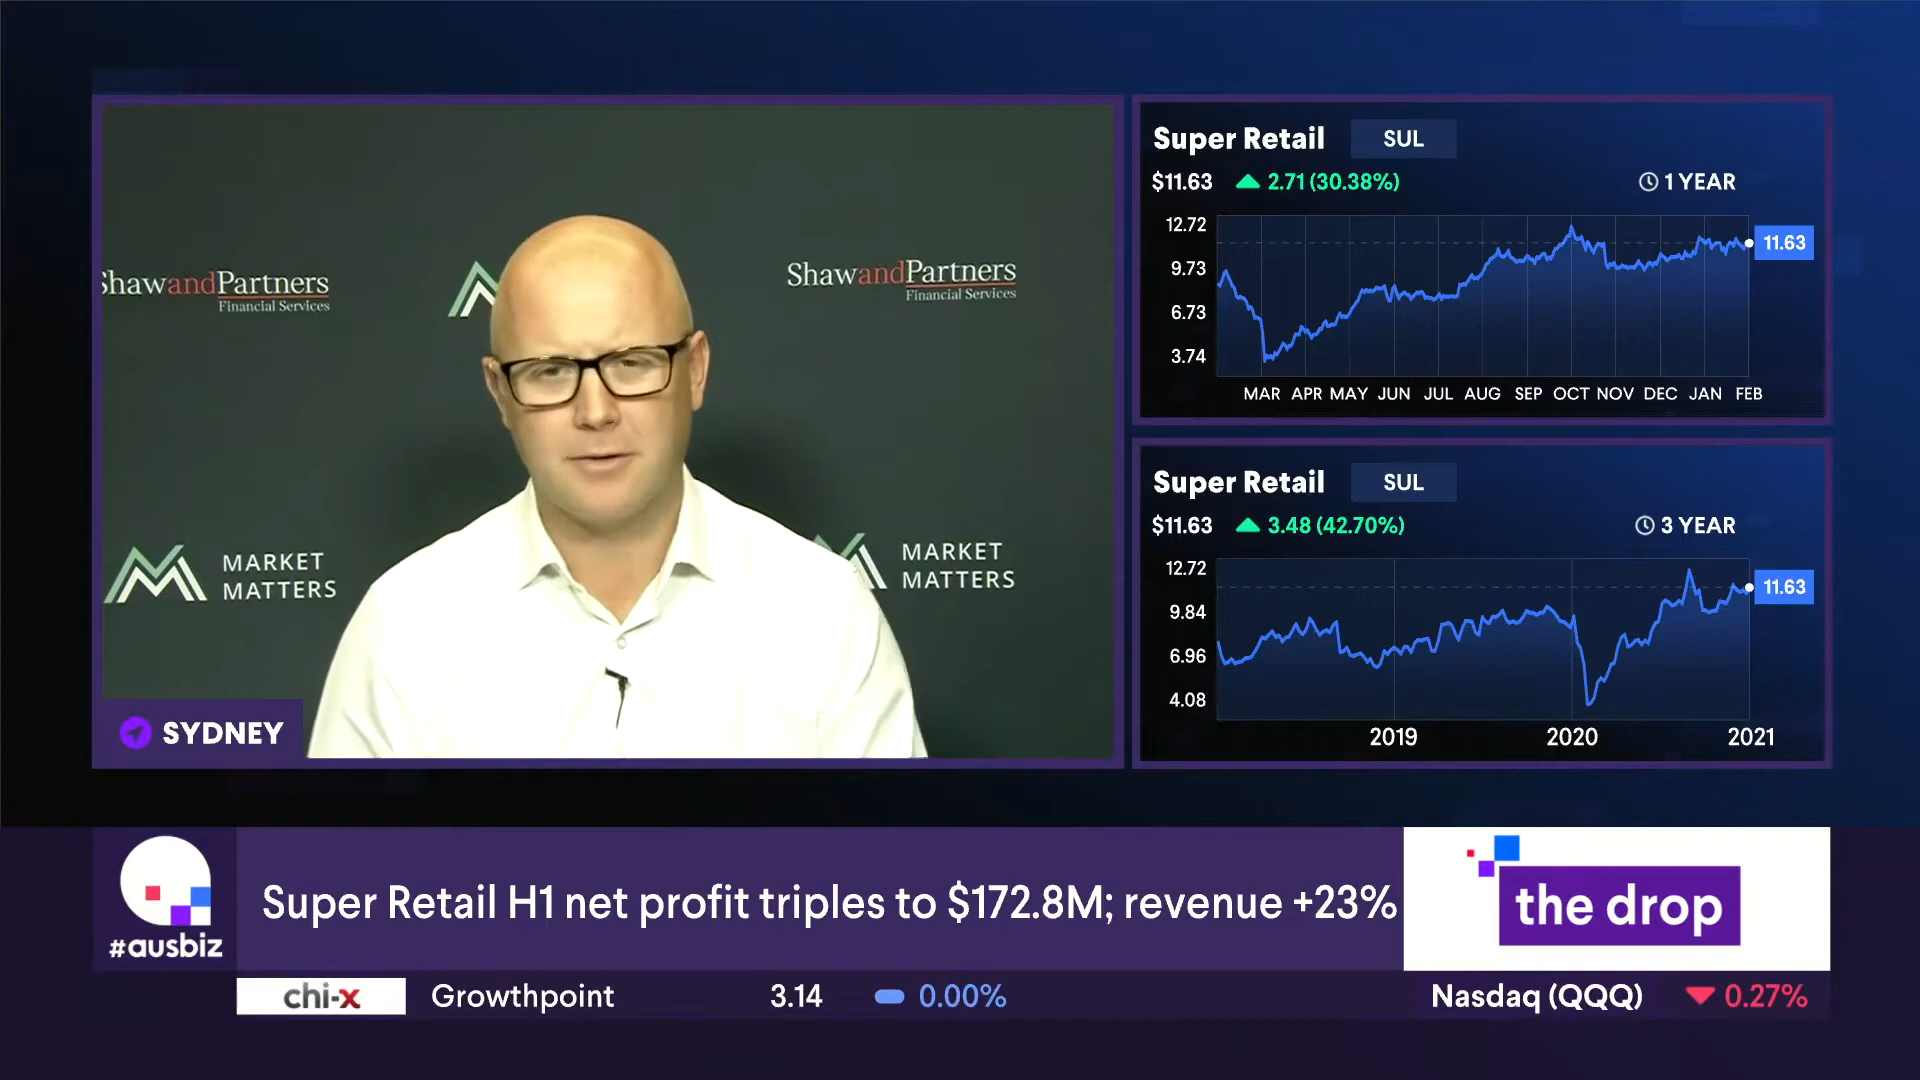 ShawandPartners
Financial Services
ShawandPartners
Financial Services
MARKET
MATTERS
MARKET
MATTERS
SYDNEY
Super Retail SUL
$11.63 2.71 (30.38%) 1 YEAR
12.72
9.73
6.73
3.74
11.63
MAR APR MAY JUN JUL AUG SEP OCT NOV DEC JAN FEB
Super Retail SUL
$11.63 3.48 (42.70%) 3 YEAR
12.72
9.84
6.96
4.08
11.63
2019 2020 2021
#ausbiz
Super Retail H1 net profit triples to $172.8M; revenue +23%
the drop
chi-x Growthpoint 3.14 0.00% Nasdaq (QQQ) 0.27%